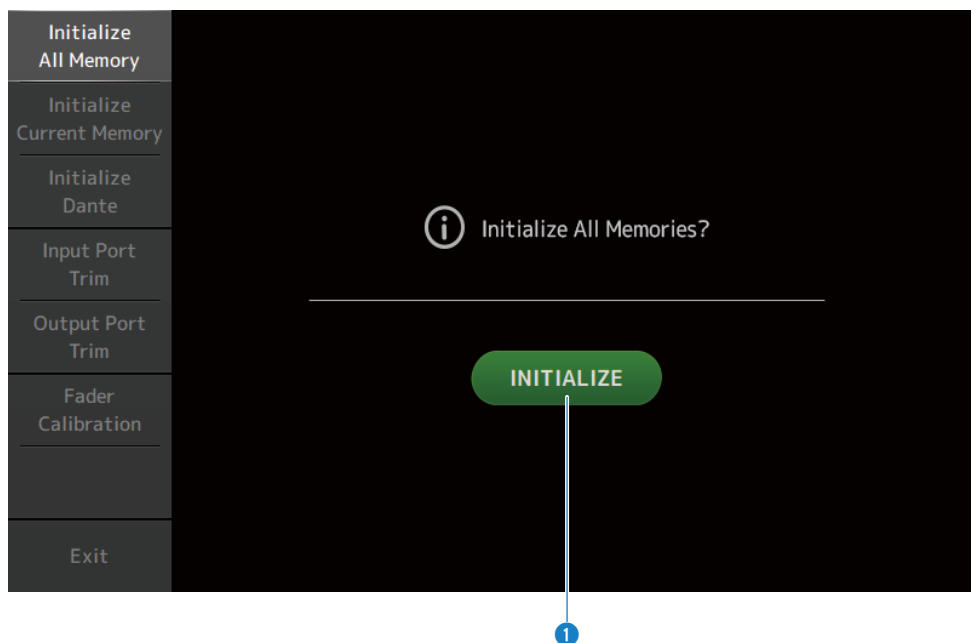 Initialize
All Memory
Initialize
Current Memory
Initialize
Dante
Input Port
Trim
Output Port
Trim
Fader
Calibration
Exit
Initialize All Memories?
INITIALIZE
1